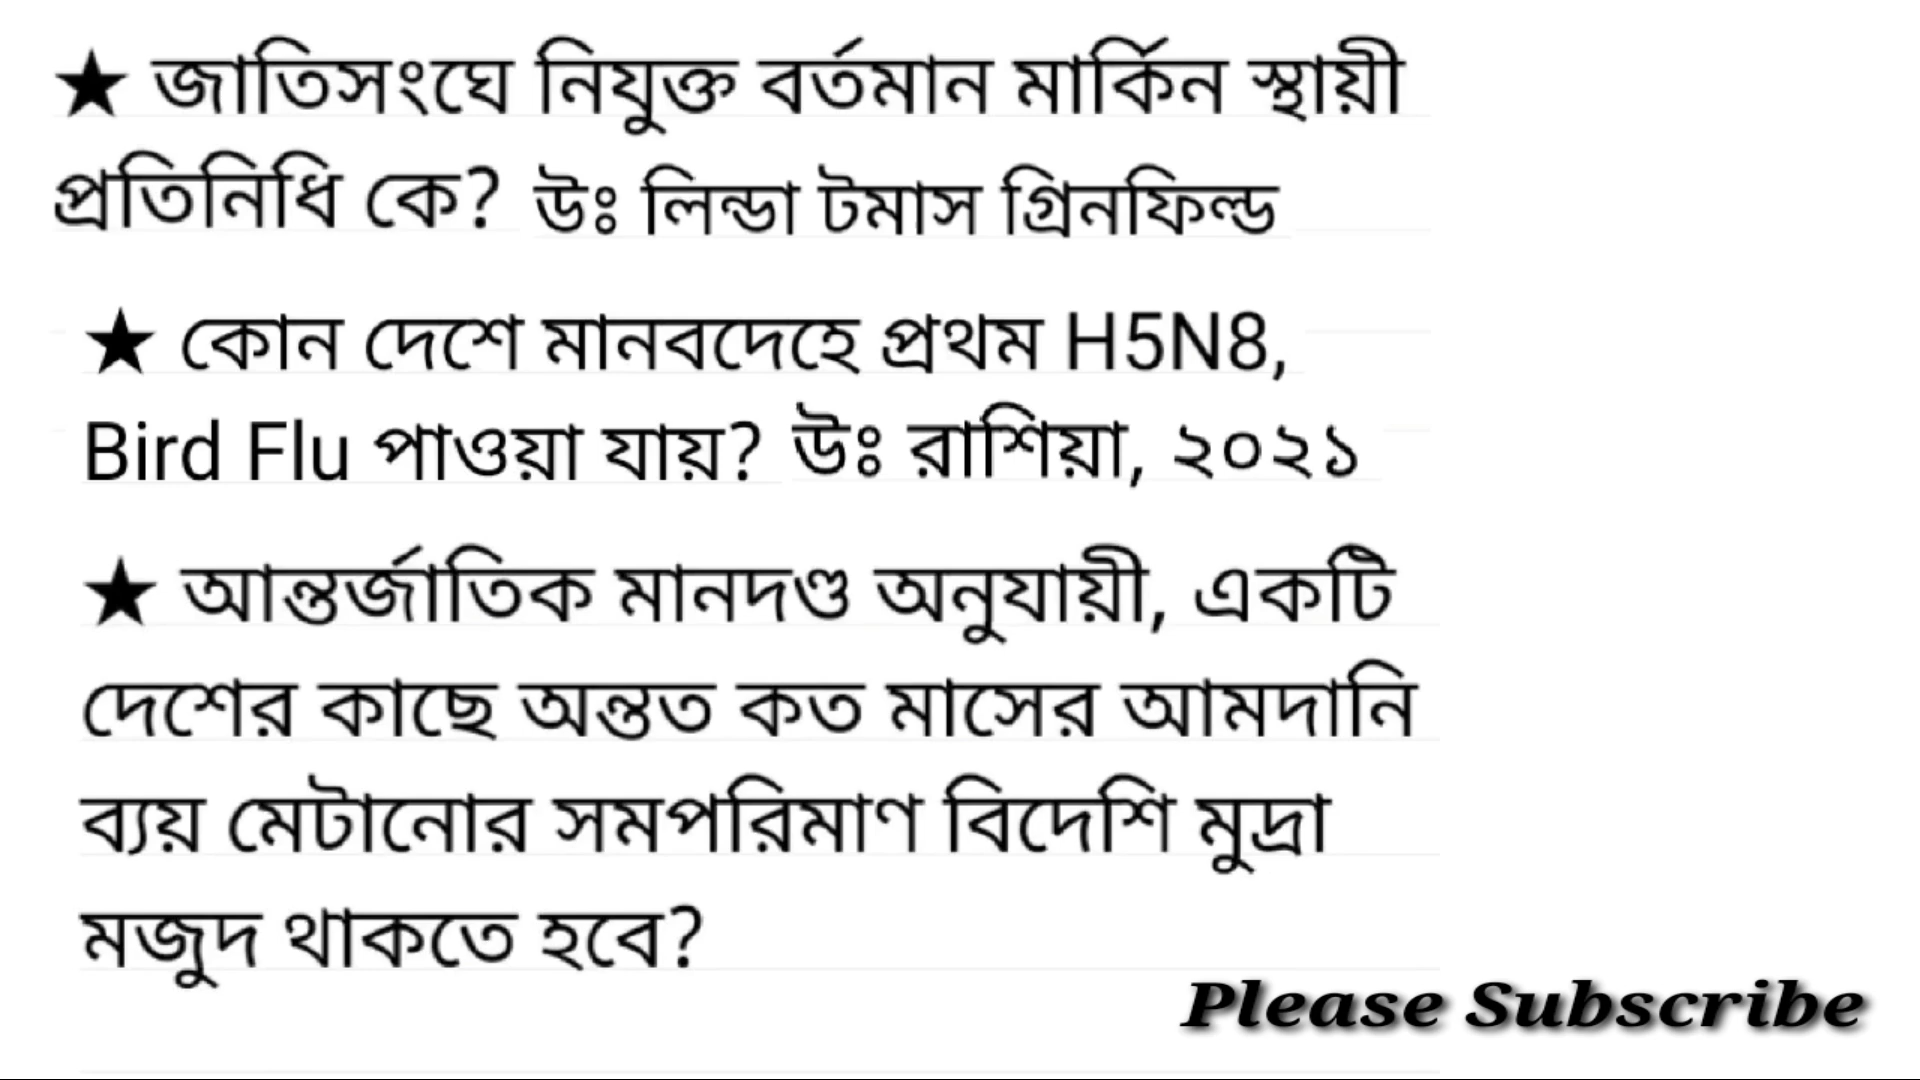 ★ জাতিসংঘে নিযুক্ত বর্তমান মার্কিন স্থায়ী
প্রতিনিধি কে? উঃ লিন্ডা টমাস গ্রিনফিল্ড
★ কোন দেশে মানবদেহে প্রথম H5N8,
Bird Flu পাওয়া যায়? উঃ রাশিয়া, ২০২১
★ আন্তর্জাতিক মানদণ্ড অনুযায়ী, একটি
দেশের কাছে অন্তত কত মাসের আমদানি
ব্যয় মেটানোর সমপরিমাণ বিদেশি মুদ্রা
মজুদ থাকতে হবে?
Please Subscribe